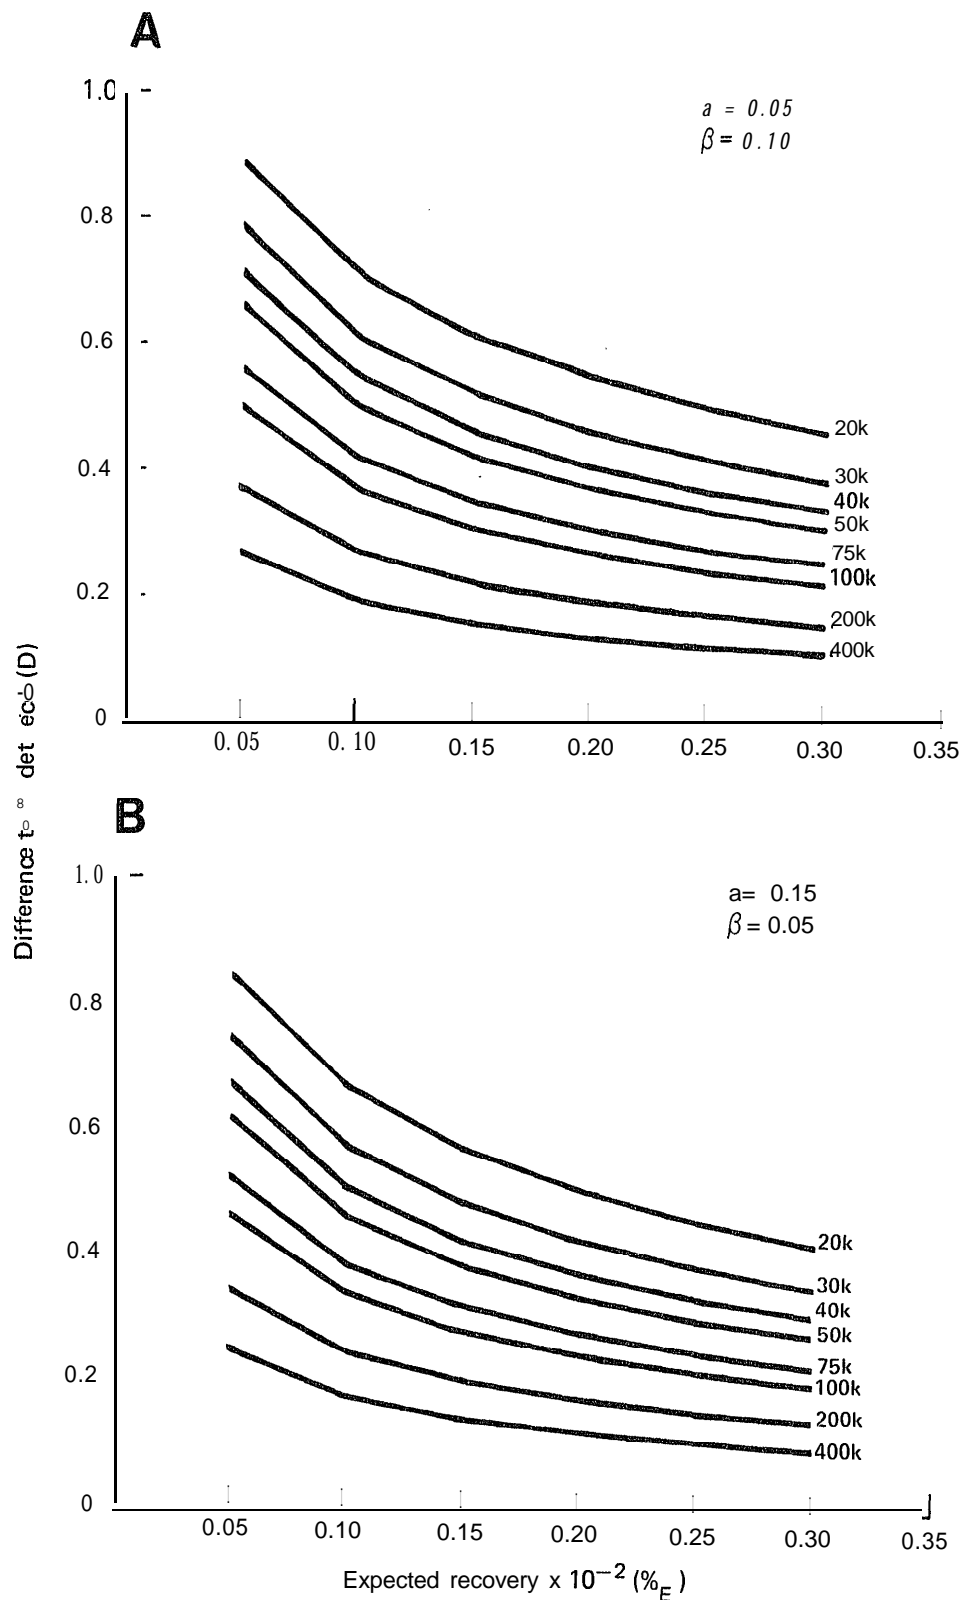 A
1.0
a = 0.05
β = 0.10
0.8
0.6
0.4
0.2
0
20k
30k
40k
50k
75k
100k
200k
400k
0.05 0.10 0.15 0.20 0.25 0.30 0.35
Difference det (D)
B
1.0
a= 0.15
β = 0.05
0.8
0.6
0.4
0.2
0
20k
30k
40k
50k
75k
100k
200k
400k
0.05 0.10 0.15 0.20 0.25 0.30 0.35
Expected recovery x 10⁻² (%E)